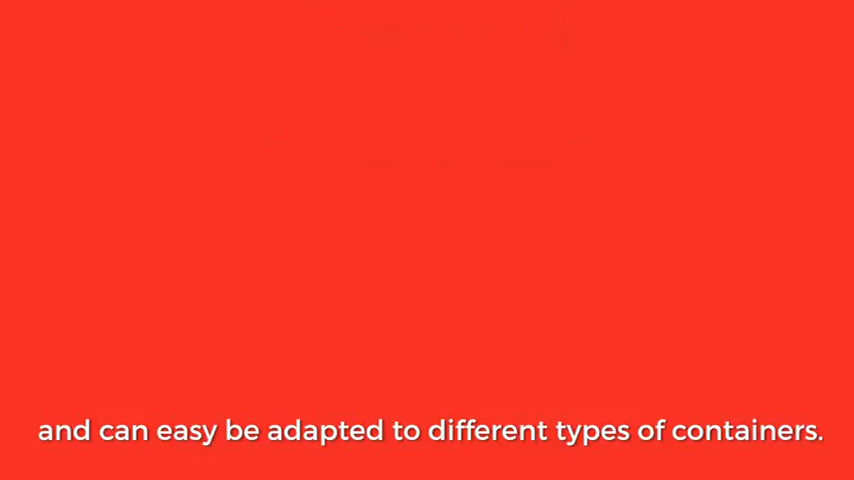 and can easy be adapted to different types of containers.